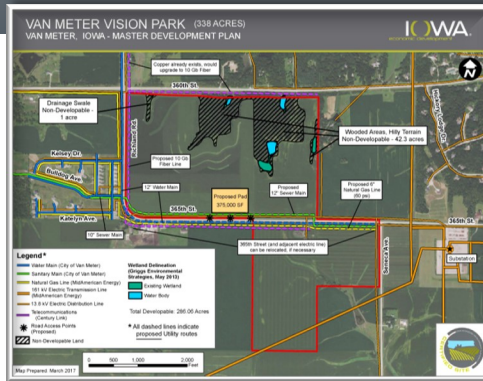 VAN METER VISION PARK (338 ACRES)
VAN METER, IOWA - MASTER DEVELOPMENT PLAN
IOWA
economic development
N
Copper already exists, would
upgrade to 10 Gb Fiber
360th St.
360th St.
Drainage Swale
Non-Developable -
1 acre
Richland Rd.
Wooded Areas, Hilly Terrain
Non-Developable - 42.3 acres
Kelsey Dr.
Bulldog Ave.
Katelyn Ave.
Proposed 10 Gb
Fiber Line
12" Water Main
Proposed Pad
375,000 SF
Proposed
12" Sewer Main
Proposed 6"
Natural Gas Line
(60 psi)
365th St.
365th St.
10" Sewer Main
365th Street (and adjacent electric line)
can be relocated, if necessary
Seneca Ave.
Substation
Legend*
Water Main (City of Van Meter)
Sanitary Main (City of Van Meter)
Natural Gas Line (MidAmerican Energy)
161 kV Electric Transmission Line
(MidAmerican Energy)
13.8 kV Electric Distribution Line
Telecommunications
(Century Link)
Road Access Points
(Proposed)
Non-Developable Land
Wetland Delineation
(Griggs Environmental
Strategies, May 2013)
Existing Wetland
Water Body
Total Developable: 286.06 Acres
* All dashed lines indicate
proposed Utility routes
0 500 1,000 2,000
Feet
Map Prepared: March 2017